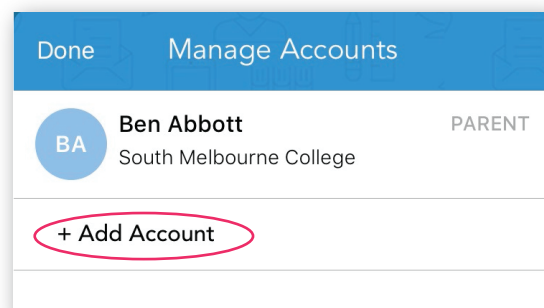 Done Manage Accounts
BA Ben Abbott PARENT
South Melbourne College
+ Add Account